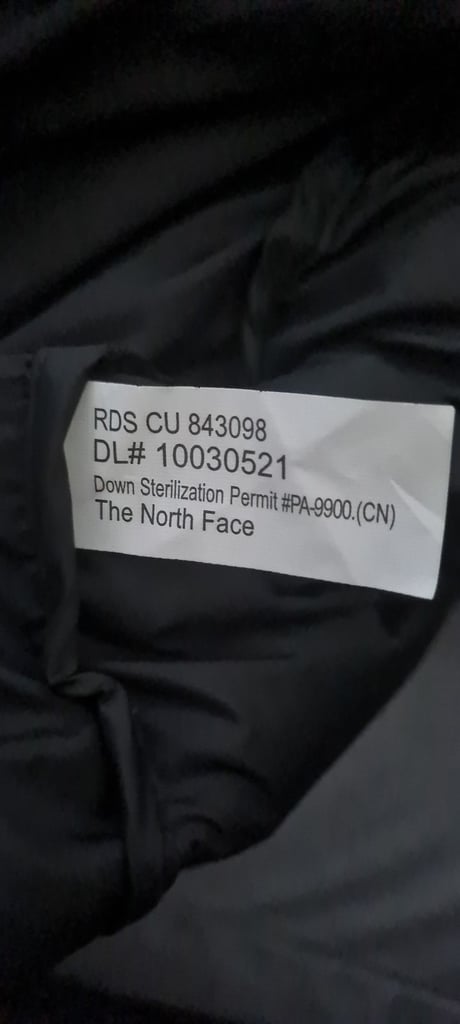 RDS CU 843098
DL# 10030521
Down Sterilization Permit #PA-9900.(CN)
The North Face